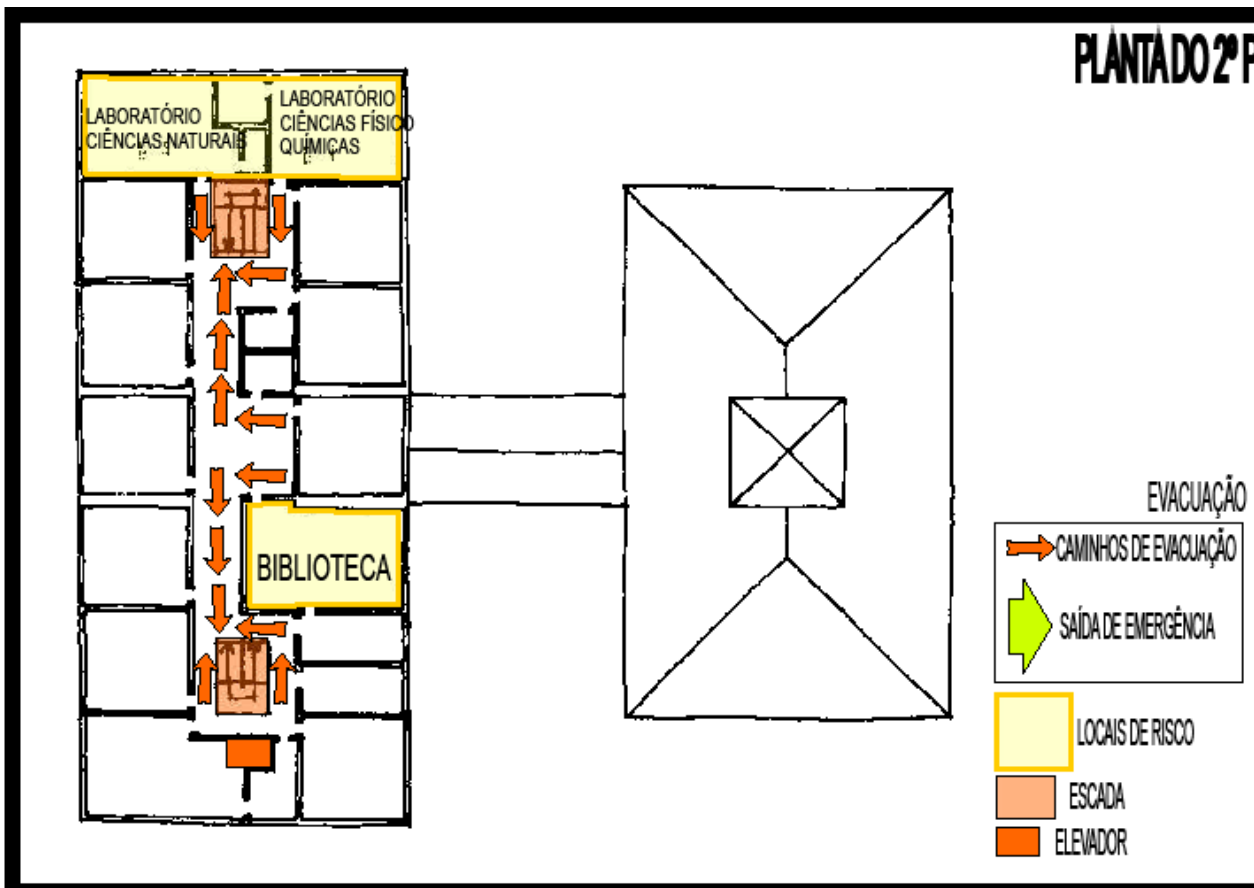 PLANTA DO 2º P
LABORATÓRIO
CIÊNCIAS NATURAIS
LABORATÓRIO
CIÊNCIAS FÍSICO
QUÍMICAS
BIBLIOTECA
EVACUAÇÃO
CAMINHOS DE EVACUAÇÃO
SAÍDA DE EMERGÊNCIA
LOCAIS DE RISCO
ESCADA
ELEVADOR